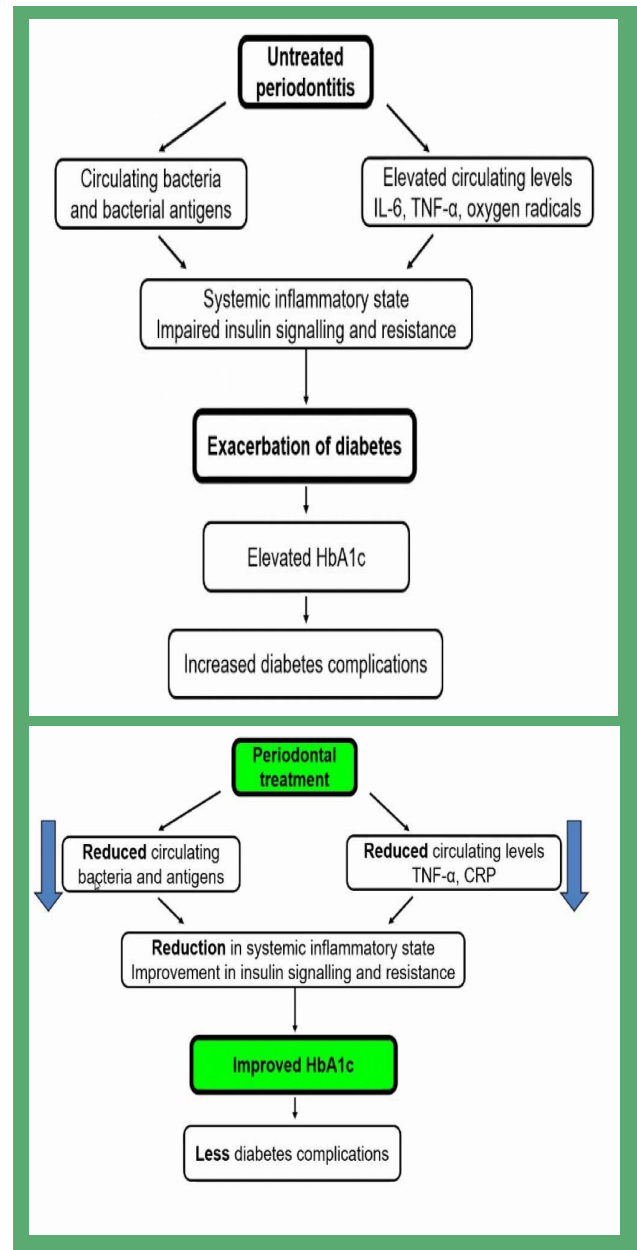 Untreated
periodontitis
Circulating bacteria
and bacterial antigens
Elevated circulating levels
IL-6, TNF-α, oxygen radicals
Systemic inflammatory state
Impaired insulin signalling and resistance
Exacerbation of diabetes
Elevated HbA1c
Increased diabetes complications
Periodontal
treatment
Reduced circulating
bacteria and antigens
Reduced circulating levels
TNF-α, CRP
Reduction in systemic inflammatory state
Improvement in insulin signalling and resistance
Improved HbA1c
Less diabetes complications